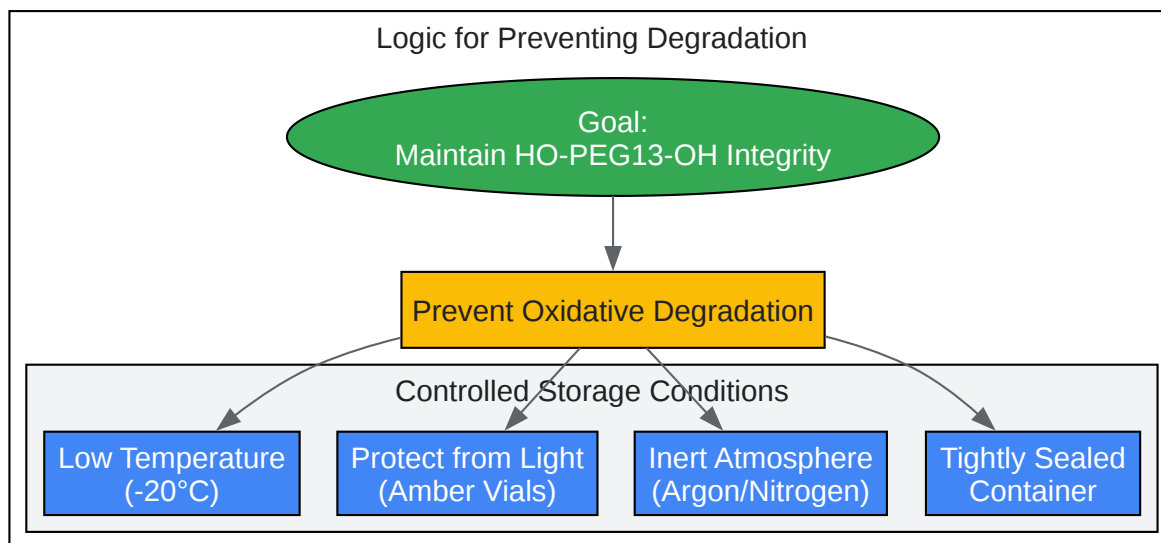 Logic for Preventing Degradation
Goal:
Maintain HO-PEG13-OH Integrity
Prevent Oxidative Degradation
Controlled Storage Conditions
Low Temperature
(-20°C)
Protect from Light
(Amber Vials)
Inert Atmosphere
(Argon/Nitrogen)
Tightly Sealed
Container